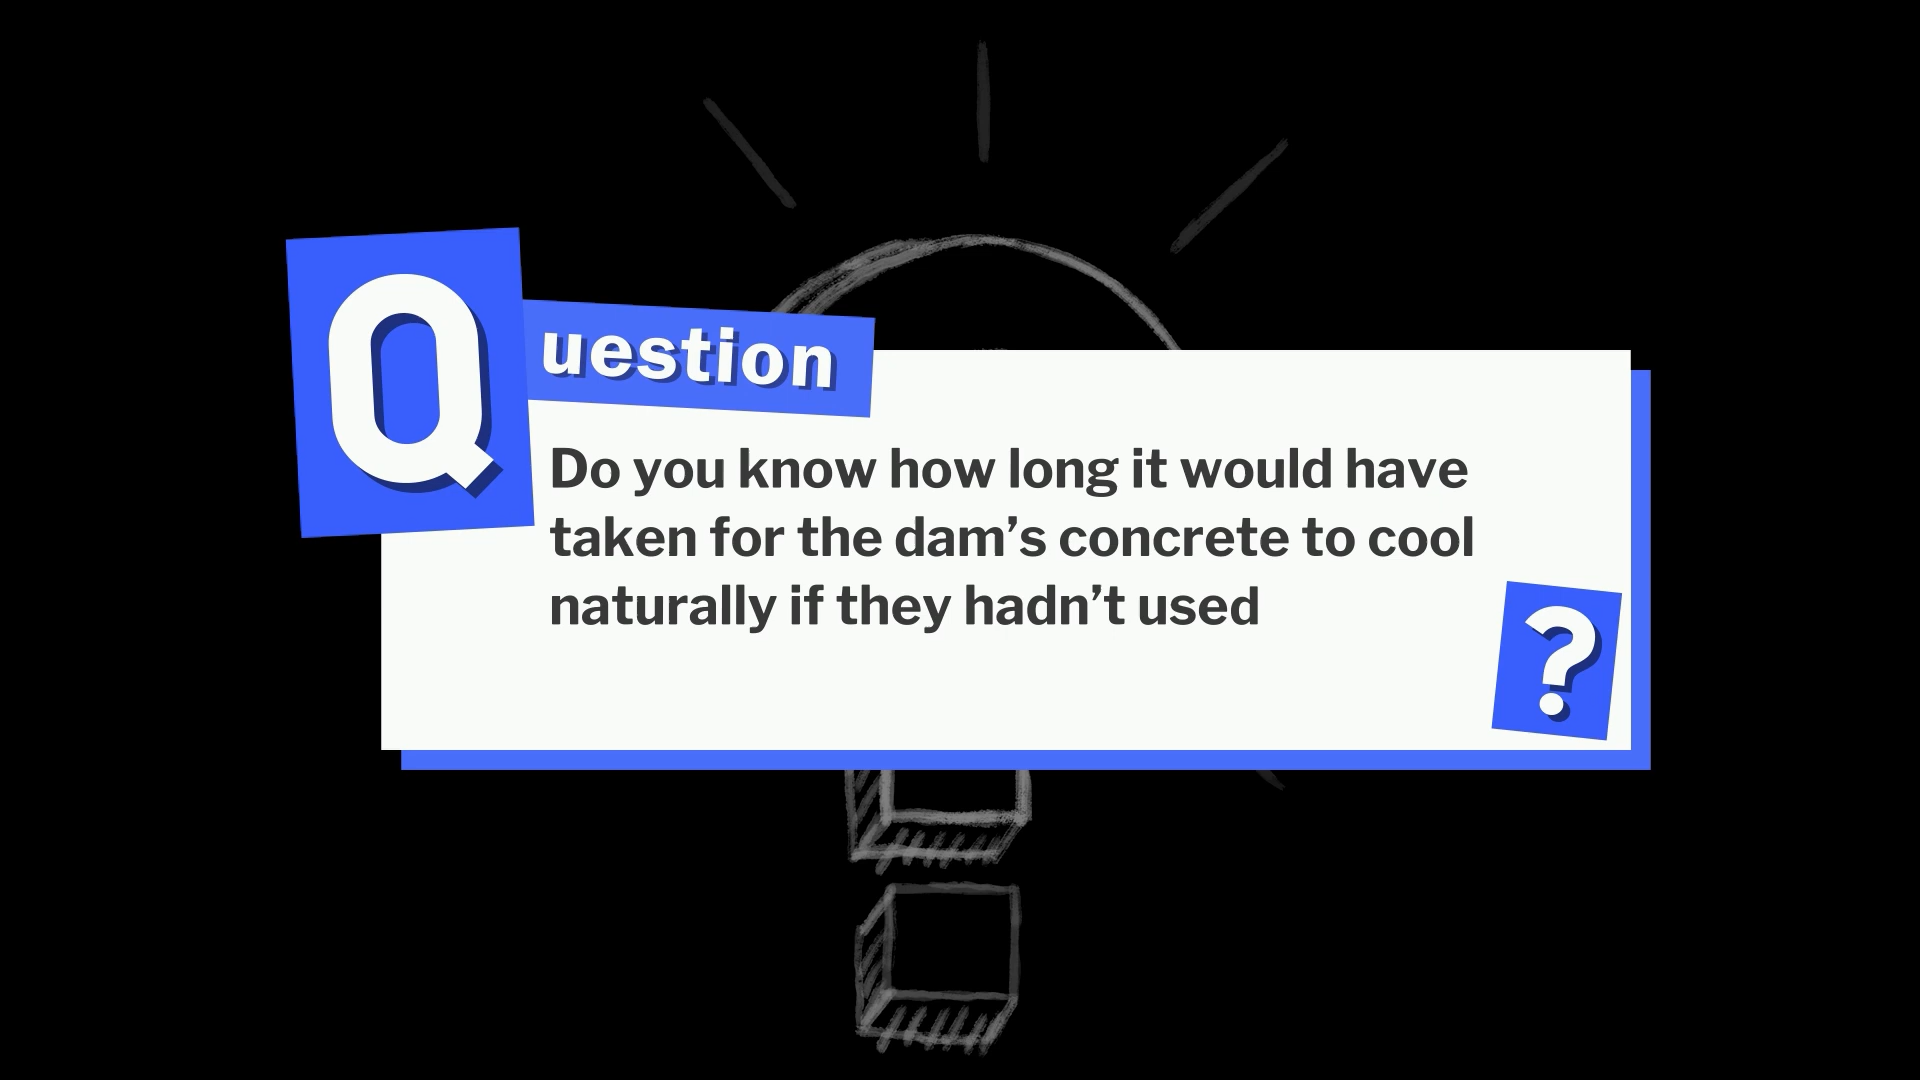 Question
Do you know how long it would have
taken for the dam’s concrete to cool
naturally if they hadn’t used
?